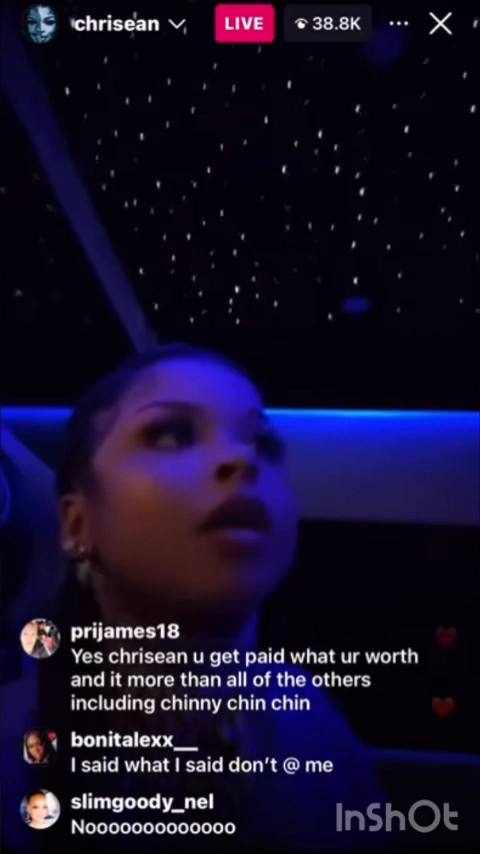 chrisean
LIVE
38.8K
prijames18
Yes chrisean u get paid what ur worth
and it more than all of the others
including chinny chin chin
bonitalexx__
I said what I said don't @ me
slimgoody_nel
Nooooooooooooo
InShOt